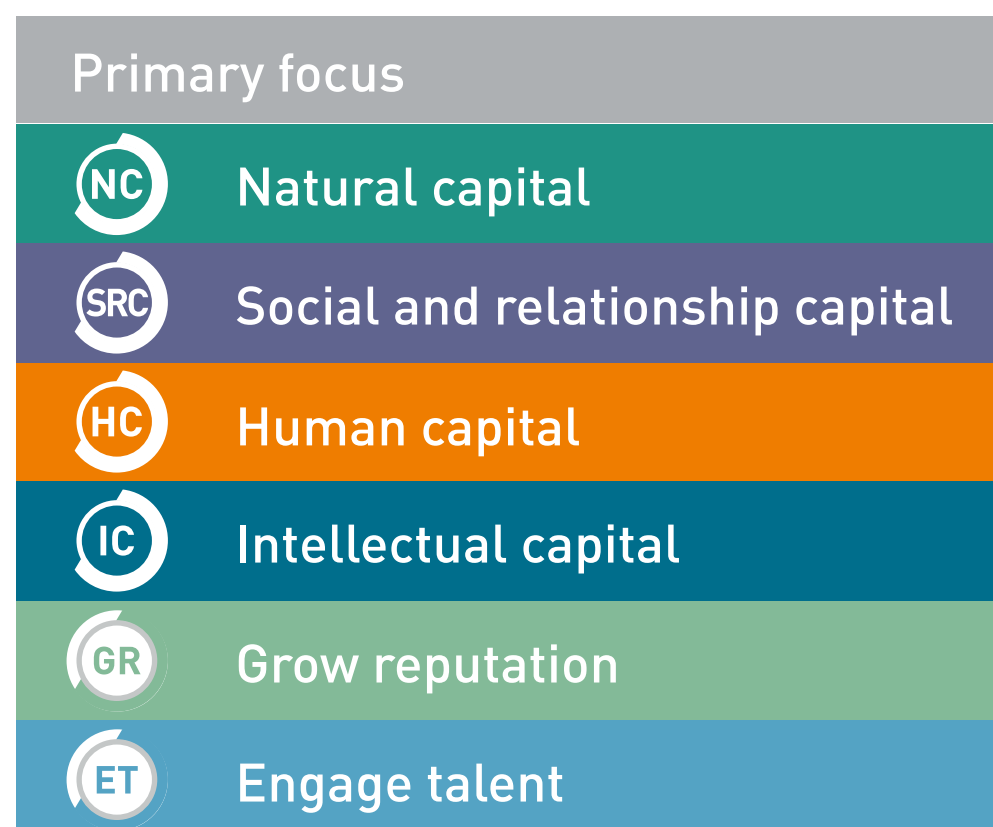 Primary focus
NC Natural capital
SRC Social and relationship capital
HC Human capital
IC Intellectual capital
GR Grow reputation
ET Engage talent